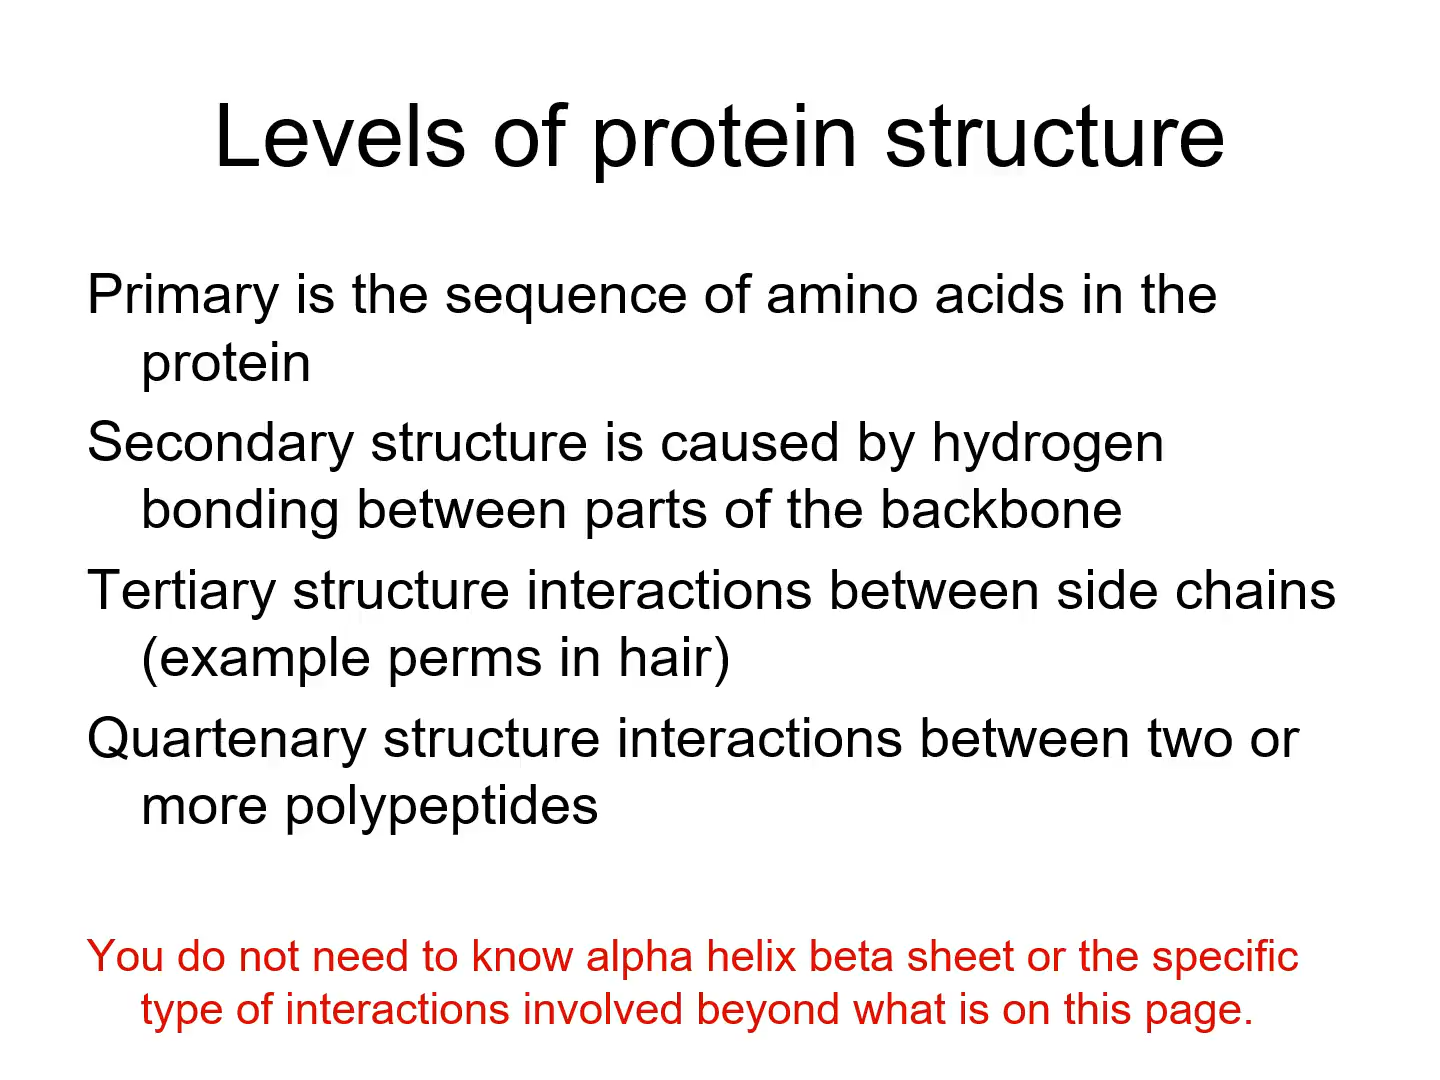 Levels of protein structure
Primary is the sequence of amino acids in the
protein
Secondary structure is caused by hydrogen
bonding between parts of the backbone
Tertiary structure interactions between side chains
(example perms in hair)
Quartenary structure interactions between two or
more polypeptides
You do not need to know alpha helix beta sheet or the specific
type of interactions involved beyond what is on this page.